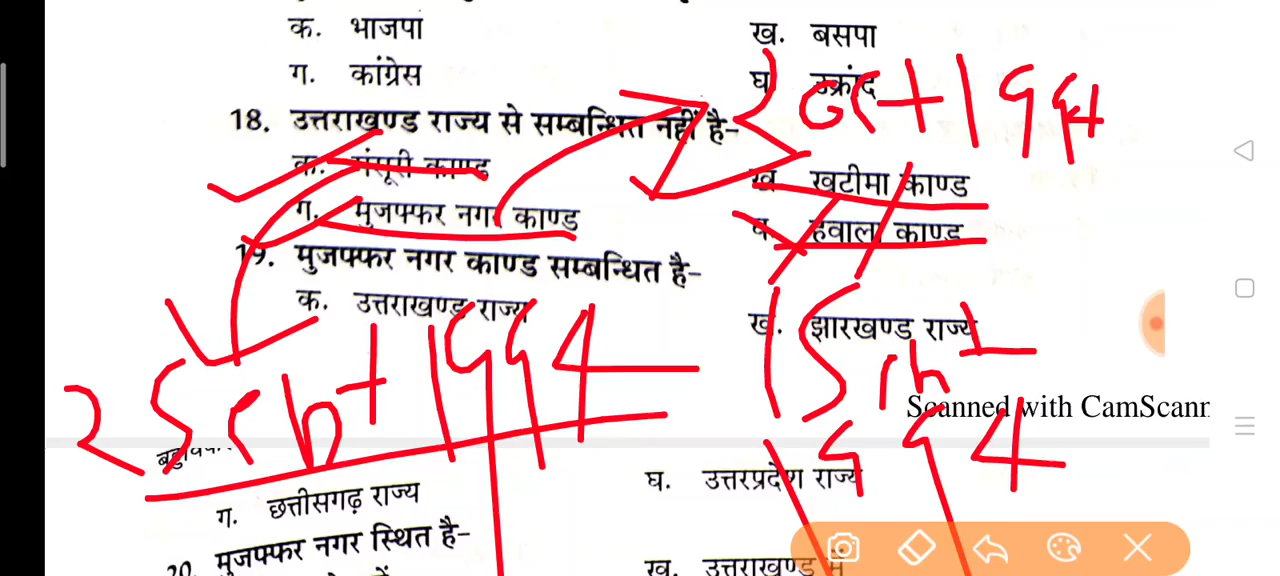 क. भाजपा ख. बसपा
ग. कांग्रेस घ. उक्रांद
2 Oct 1994
18. उत्तराखण्ड राज्य से सम्बन्धित नहीं है-
क. मंसूरी काण्ड ख. खटीमा काण्ड
ग. मुजफ्फर नगर काण्ड घ. हवाला काण्ड
19. मुजफ्फर नगर काण्ड सम्बन्धित है-
क. उत्तराखण्ड राज्य ख. झारखण्ड राज्य
2 Sept 1994
1 Sept
1994
Scanned with CamScann
ग. छत्तीसगढ़ राज्य घ. उत्तरप्रदेश राज्य
20. मुजफ्फर नगर स्थित है-
ख. उत्तराखण्ड में